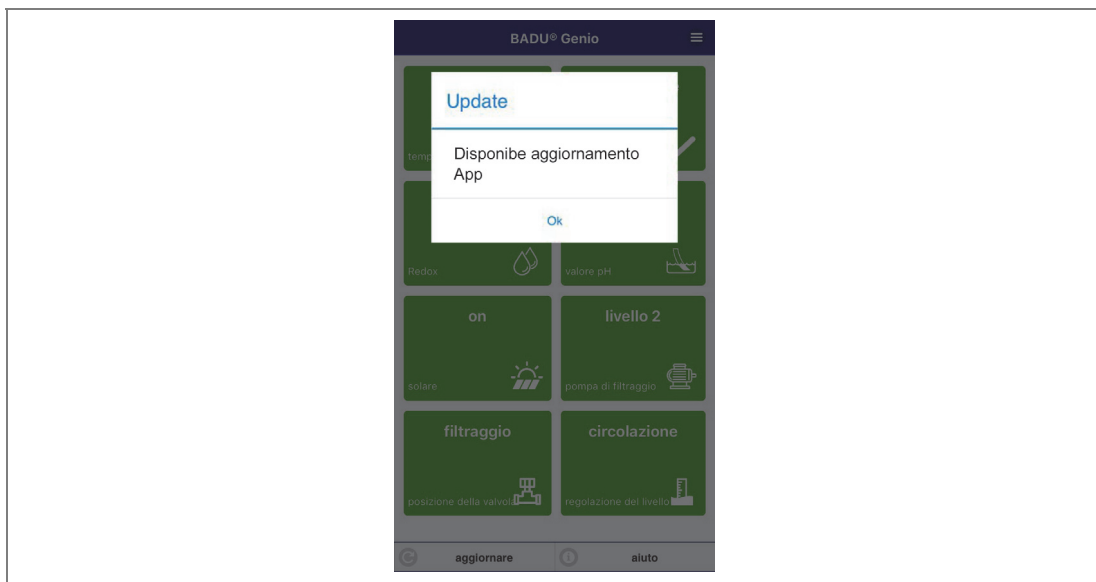 BADU® Genio
Update
Disponibe aggiornamento
App
Ok
Redox
valore pH
on
livello 2
solare
pompa di filtraggio
filtraggio
circolazione
posizione della valvola
regolazione del livello
aggiornare
aiuto